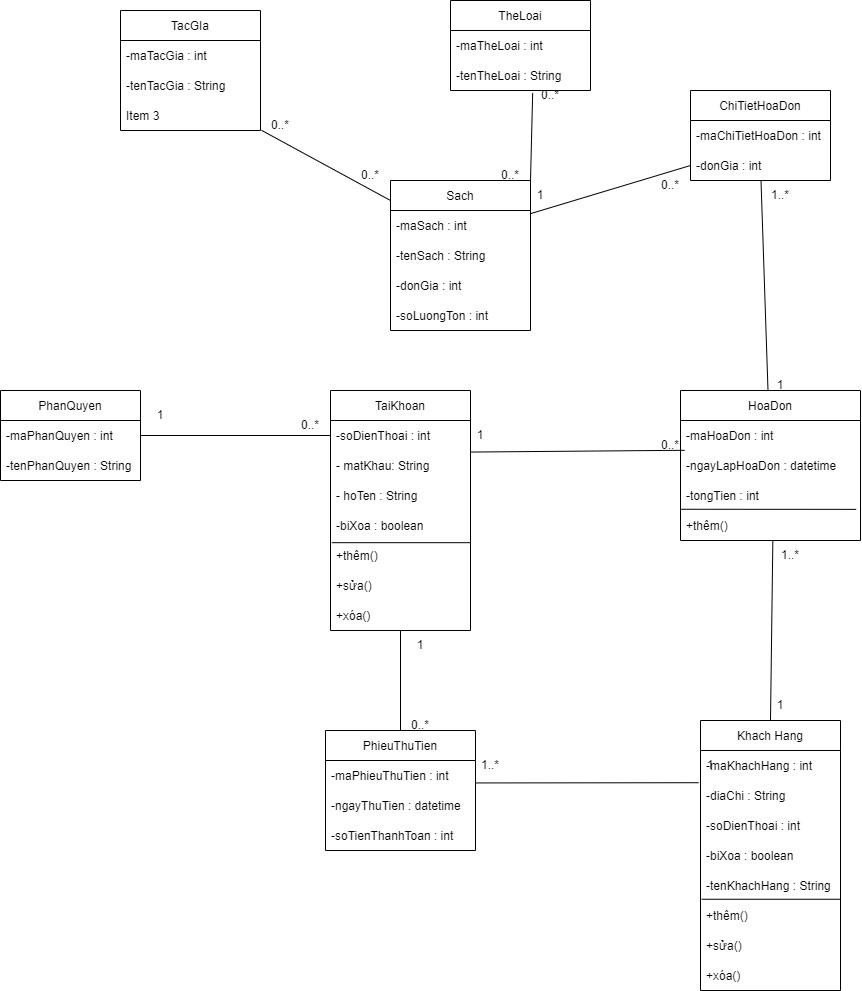 TacGIa
-maTacGia : int
-tenTacGia : String
Item 3
0..*
0..*
TheLoai
-maTheLoai : int
-tenTheLoai : String
0..*
0..*
ChiTietHoaDon
-maChiTietHoaDon : int
-donGia : int
0..*
1..*
Sach
1
-maSach : int
-tenSach : String
-donGia : int
-soLuongTon : int
PhanQuyen
-maPhanQuyen : int
-tenPhanQuyen : String
1
0..*
TaiKhoan
-soDienThoai : int
- matKhau: String
- hoTen : String
-biXoa : boolean
+thêm()
+sửa()
+xóa()
1
0..*
1
HoaDon
-maHoaDon : int
-ngayLapHoaDon : datetime
-tongTien : int
+thêm()
1..*
1
1
0..*
PhieuThuTien
-maPhieuThuTien : int
-ngayThuTien : datetime
-soTienThanhToan : int
1..*
1
Khach Hang
-maKhachHang : int
-diaChi : String
-soDienThoai : int
-biXoa : boolean
-tenKhachHang : String
+thêm()
+sửa()
+xóa()